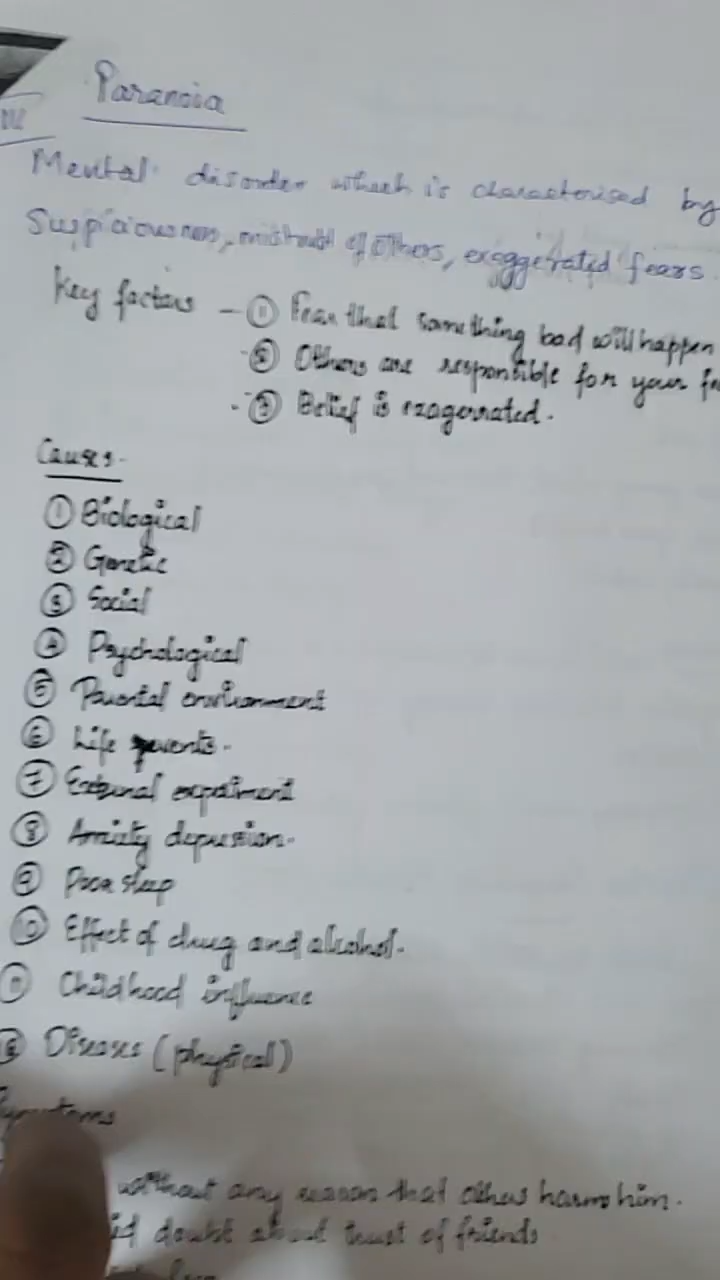 Paranoia
Mental disorder which is characterised by
Suspiciousness, mistrust of others, exaggerated fears.
Key factors - ① Fear that something bad will happen
② Others are responsible for your
③ Belief is exagerrated.
Causes -
① Biological
② Genetic
③ Social
④ Psychological
⑤ Parental environment
⑥ Life events.
⑦ External
⑧ Anxiety depression.
⑨ Poor sleep
⑩ Effect of drug and alcohol.
⑪ Childhood influence
⑫ Diseases (physical)
Symptoms
without any reason that others harm him.
doubt about trust of friends